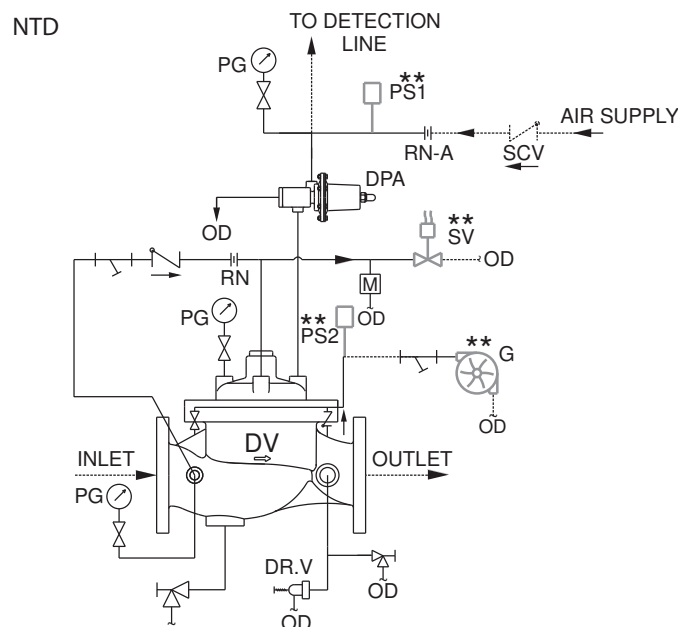 NTD
TO DETECTION
LINE
PG
**
PS1
AIR SUPPLY
RN-A
SCV
DPA
OD
**
SV
OD
RN
M
OD
PG
**
PS2
**
G
OD
DV
INLET
OUTLET
PG
DR.V
OD
OD
OD